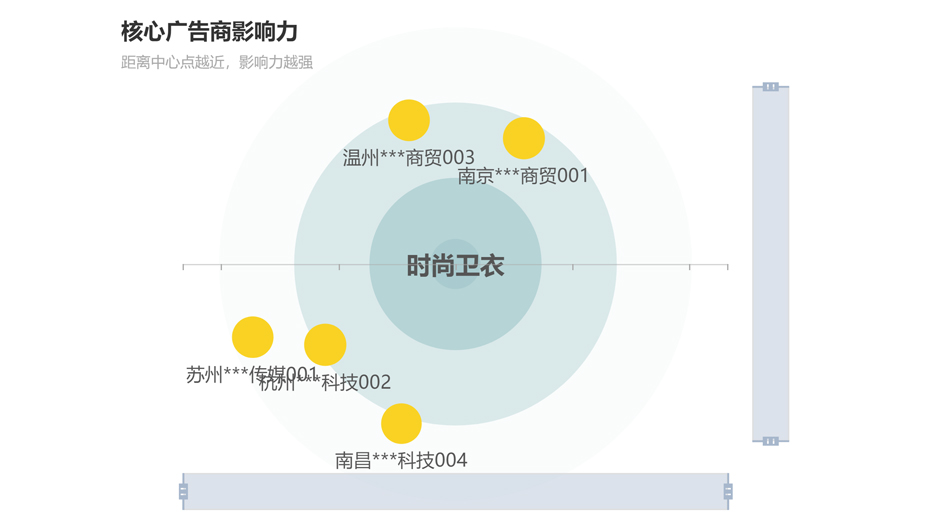 核心广告商影响力
距离中心点越近，影响力越强
温州***商贸003
南京***商贸001
时尚卫衣
苏州***传媒001
杭州***科技002
南昌***科技004